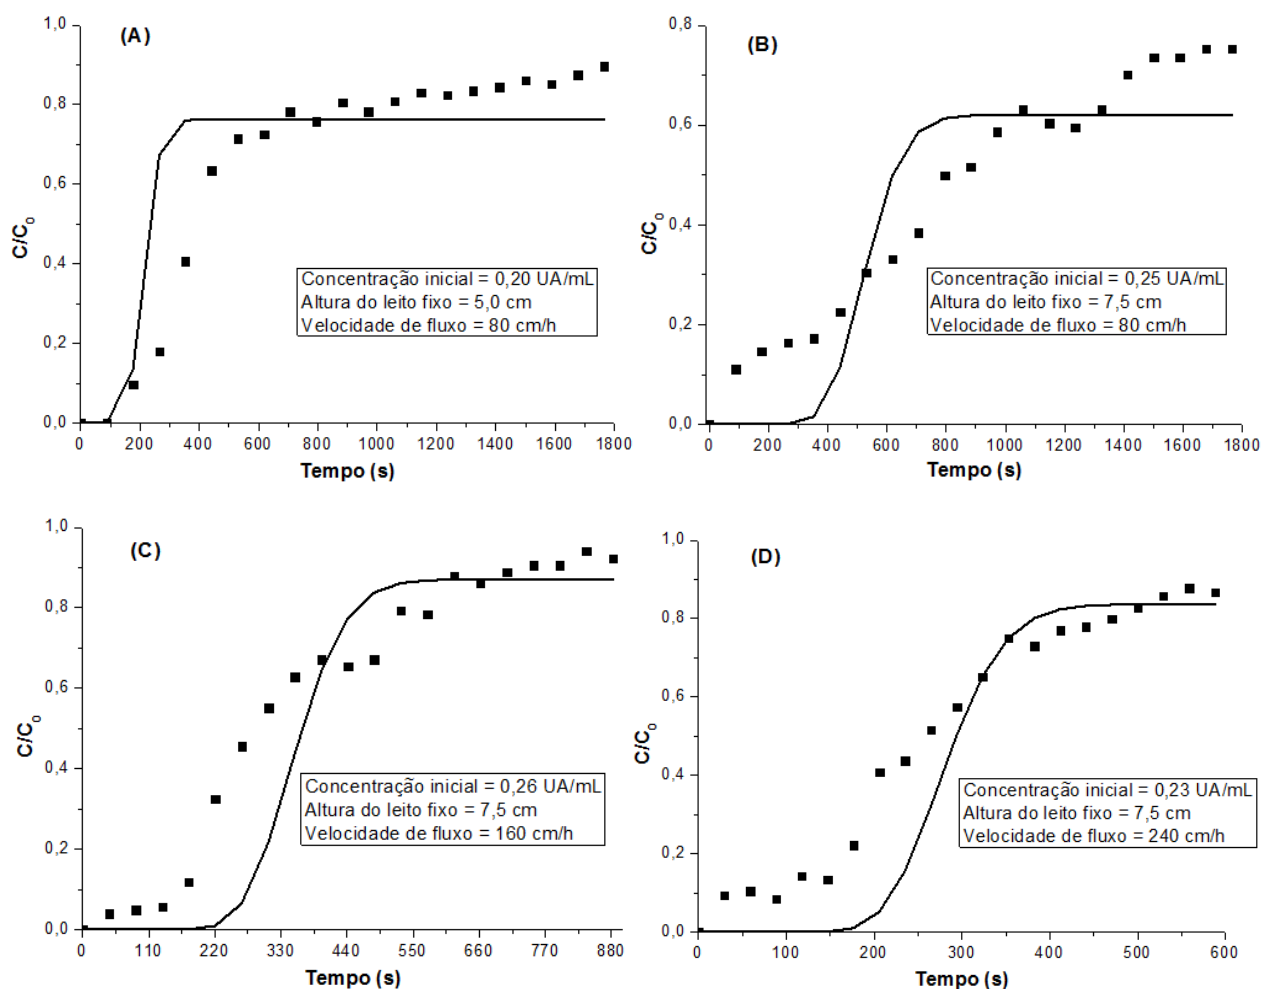 (A)
C/C0
1,0
0,8
0,6
0,4
0,2
0,0
Concentração inicial = 0,20 UA/mL
Altura do leito fixo = 5,0 cm
Velocidade de fluxo = 80 cm/h
200 400 600 800 1000 1200 1400 1600 1800
Tempo (s)
(B)
C/C0
0,8
0,6
0,4
0,2
0,0
Concentração inicial = 0,25 UA/mL
Altura do leito fixo = 7,5 cm
Velocidade de fluxo = 80 cm/h
0 200 400 600 800 1000 1200 1400 1600 1800
Tempo (s)
(C)
C/C0
1,0
0,8
0,6
0,4
0,2
0,0
Concentração inicial = 0,26 UA/mL
Altura do leito fixo = 7,5 cm
Velocidade de fluxo = 160 cm/h
0 110 220 330 440 550 660 770 880
Tempo (s)
(D)
C/C0
1,0
0,8
0,6
0,4
0,2
0,0
Concentração inicial = 0,23 UA/mL
Altura do leito fixo = 7,5 cm
Velocidade de fluxo = 240 cm/h
0 100 200 300 400 500 600
Tempo (s)